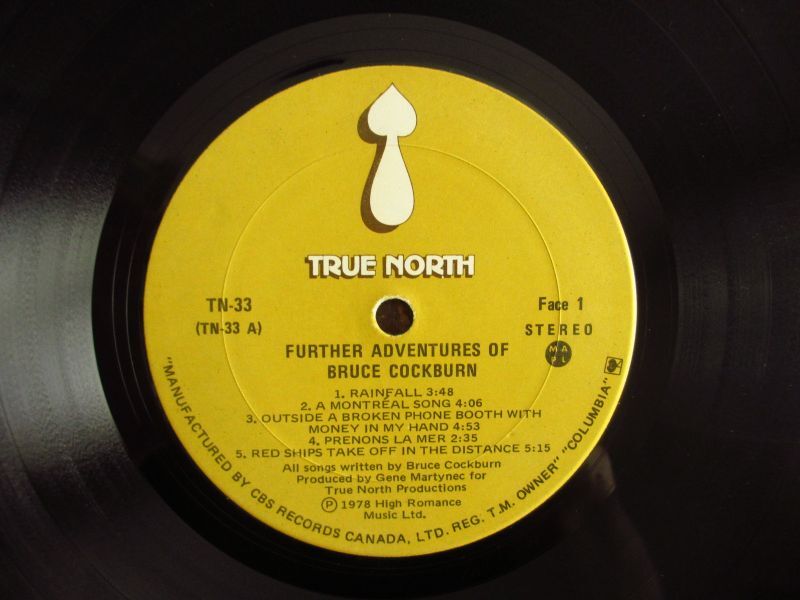 TRUE NORTH
TN-33
(TN-33 A)
Face 1
STEREO
MA
PL
FURTHER ADVENTURES OF
BRUCE COCKBURN
1. RAINFALL 3:48
2. A MONTRÉAL SONG 4:06
3. OUTSIDE A BROKEN PHONE BOOTH WITH
MONEY IN MY HAND 4:53
4. PRENONS LA MER 2:35
5. RED SHIPS TAKE OFF IN THE DISTANCE 5:15
All songs written by Bruce Cockburn
Produced by Gene Martynec for
True North Productions
Ⓟ 1978 High Romance
Music Ltd.
"MANUFACTURED BY CBS RECORDS CANADA, LTD. REG. T.M. OWNER" "COLUMBIA"